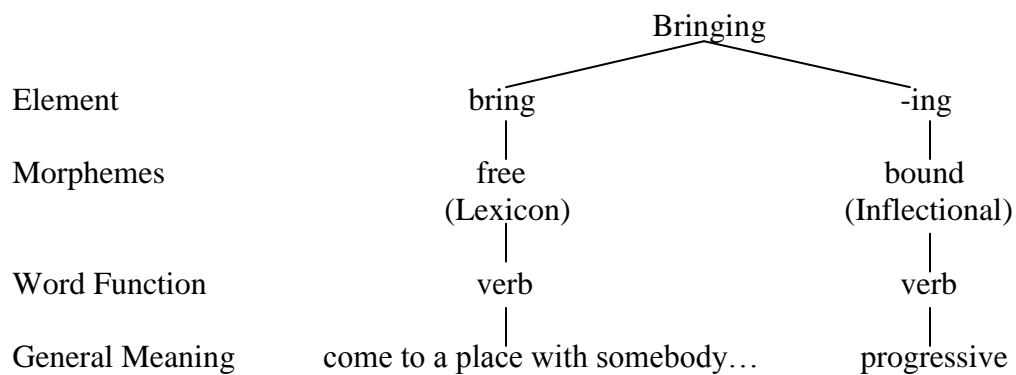 Bringing
Element bring -ing
Morphemes free bound
(Lexicon) (Inflectional)
Word Function verb verb
General Meaning come to a place with somebody… progressive